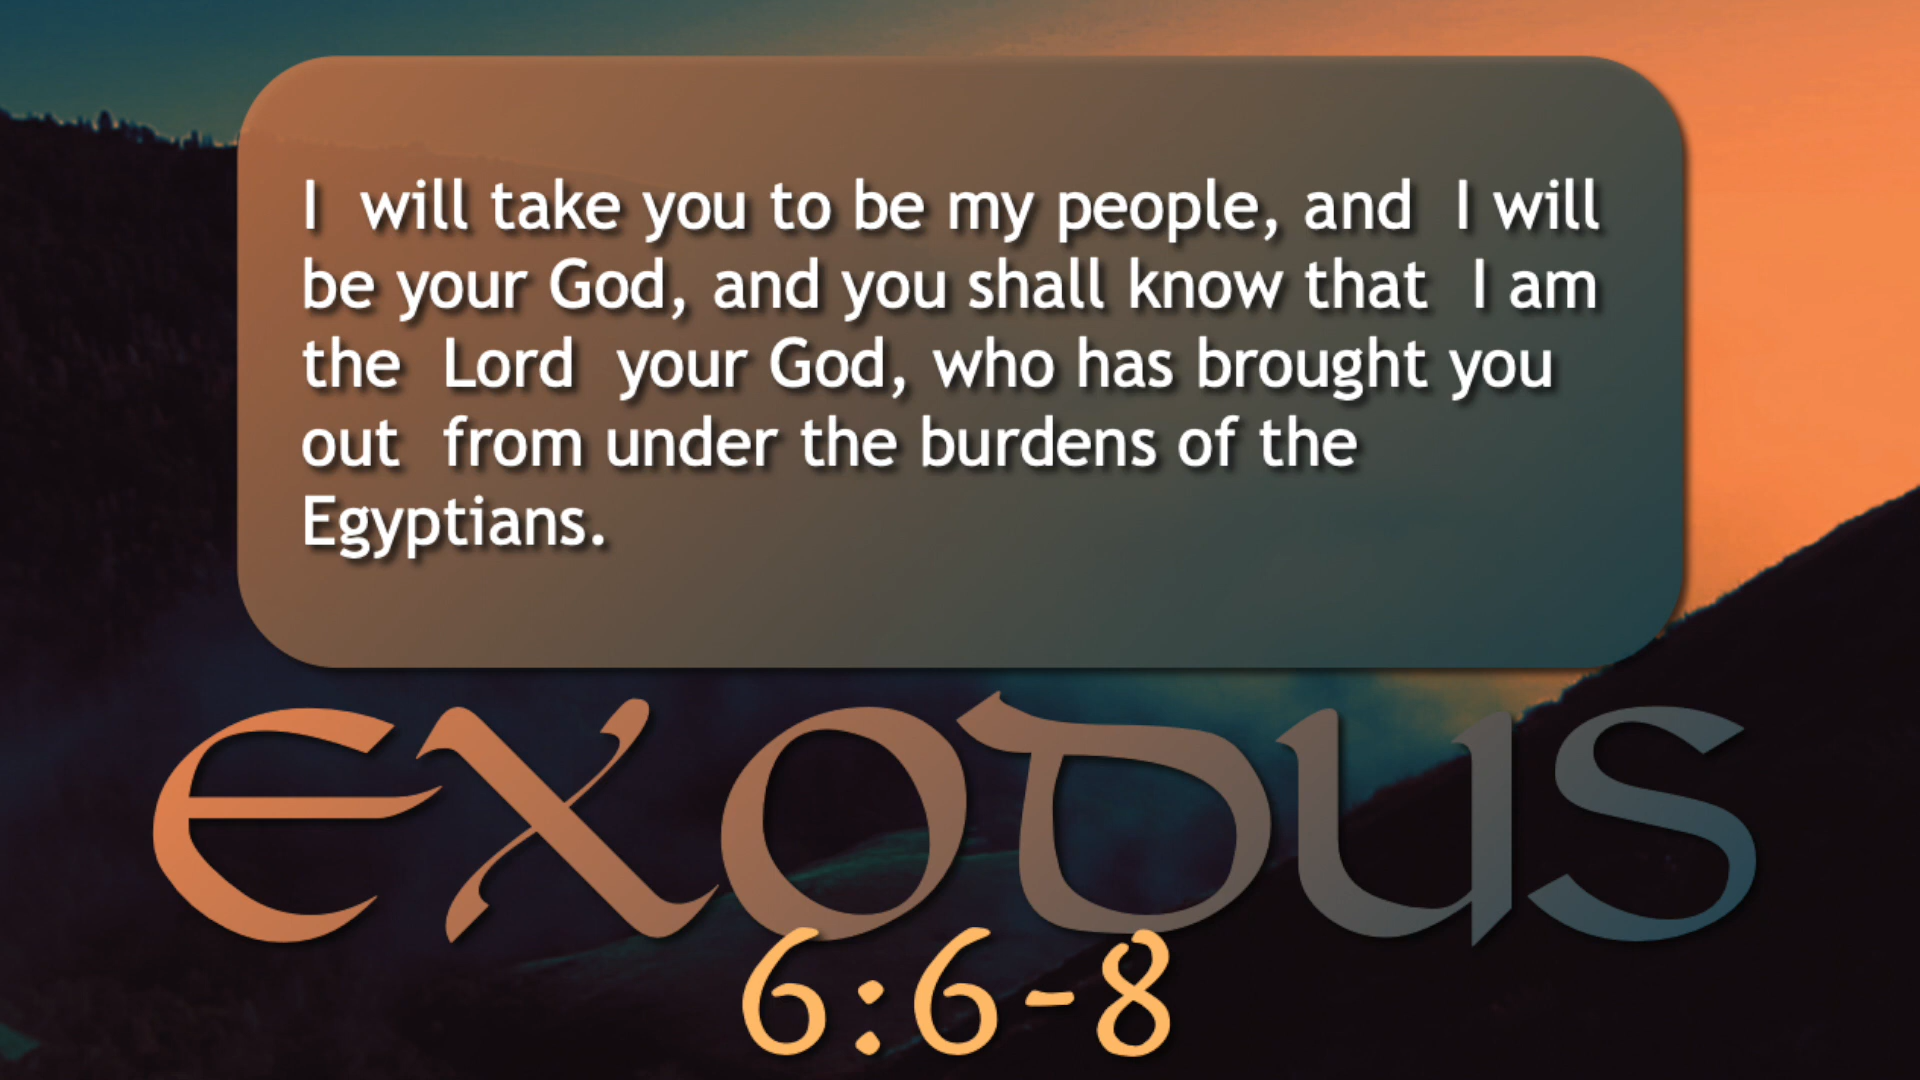 I will take you to be my people, and I will
be your God, and you shall know that I am
the Lord your God, who has brought you
out from under the burdens of the
Egyptians.
EXODUS
6:6-8